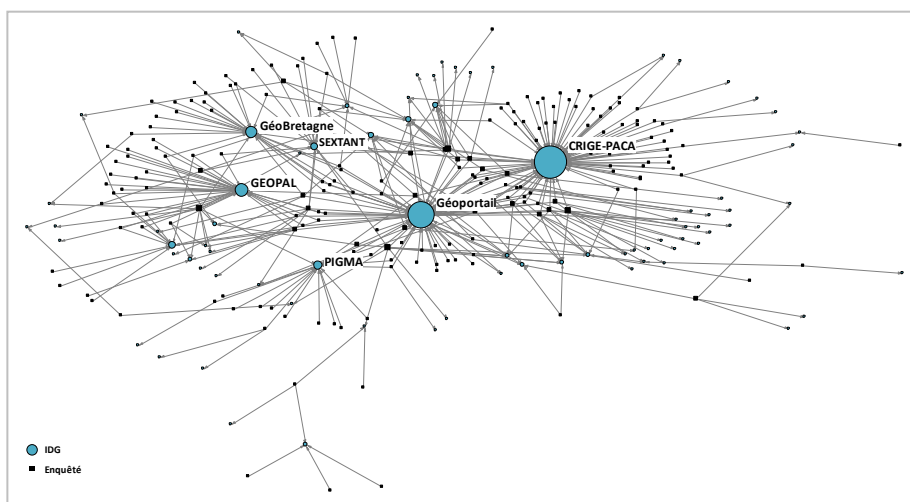 GéoBretagne
SEXTANT
CRIGE-PACA
GEOPAL
Géoportail
PIGMA
IDG
Enquêté